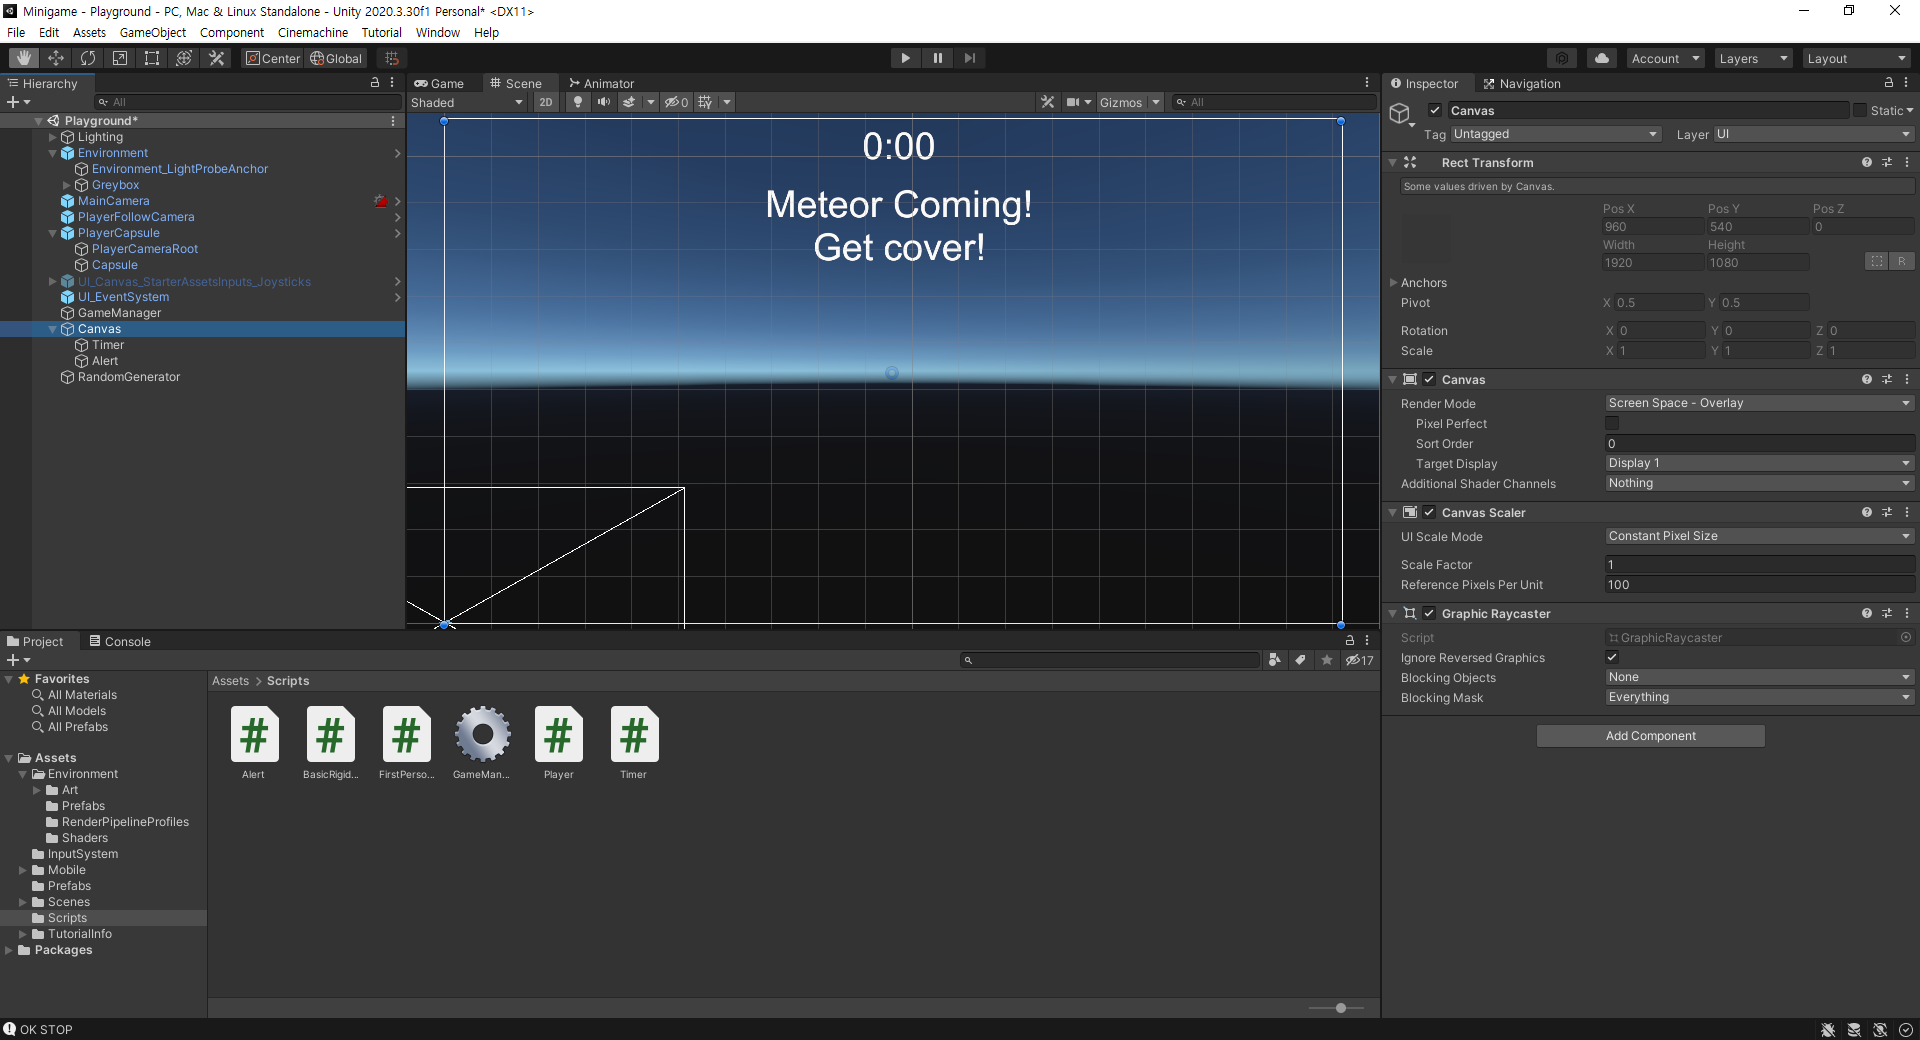 Minigame - Playground - PC, Mac & Linux Standalone - Unity 2020.3.30f1 Personal* <DX11>
File Edit Assets GameObject Component Cinemachine Tutorial Window Help
Center Global Account Layers Layout
Hierarchy
All
Playground*
Lighting
Environment
Environment_LightProbeAnchor
Greybox
MainCamera
PlayerFollowCamera
PlayerCapsule
PlayerCameraRoot
Capsule
UI_Canvas_StarterAssetsInputs_Joysticks
UI_EventSystem
GameManager
Canvas
Timer
Alert
RandomGenerator
Game Scene Animator
Shaded 2D 0 Gizmos All
0:00
Meteor Coming!
Get cover!
Inspector Navigation
Canvas Static
Tag Untagged Layer UI
Rect Transform
Some values driven by Canvas.
Pos X Pos Y Pos Z
960 540 0
Width Height
1920 1080 R
Anchors
Pivot X 0.5 Y 0.5
Rotation X 0 Y 0 Z 0
Scale X 1 Y 1 Z 1
Canvas
Render Mode Screen Space - Overlay
Pixel Perfect
Sort Order 0
Target Display Display 1
Additional Shader Channels Nothing
Canvas Scaler
UI Scale Mode Constant Pixel Size
Scale Factor 1
Reference Pixels Per Unit 100
Graphic Raycaster
Script GraphicRaycaster
Ignore Reversed Graphics
Blocking Objects None
Blocking Mask Everything
Add Component
Project Console
17
Favorites
All Materials
All Models
All Prefabs
Assets
Environment
Art
Prefabs
RenderPipelineProfiles
Shaders
InputSystem
Mobile
Prefabs
Scenes
Scripts
TutorialInfo
Packages
Assets > Scripts
# # # # #
Alert BasicRigid... FirstPerso... GameMan... Player Timer
OK STOP